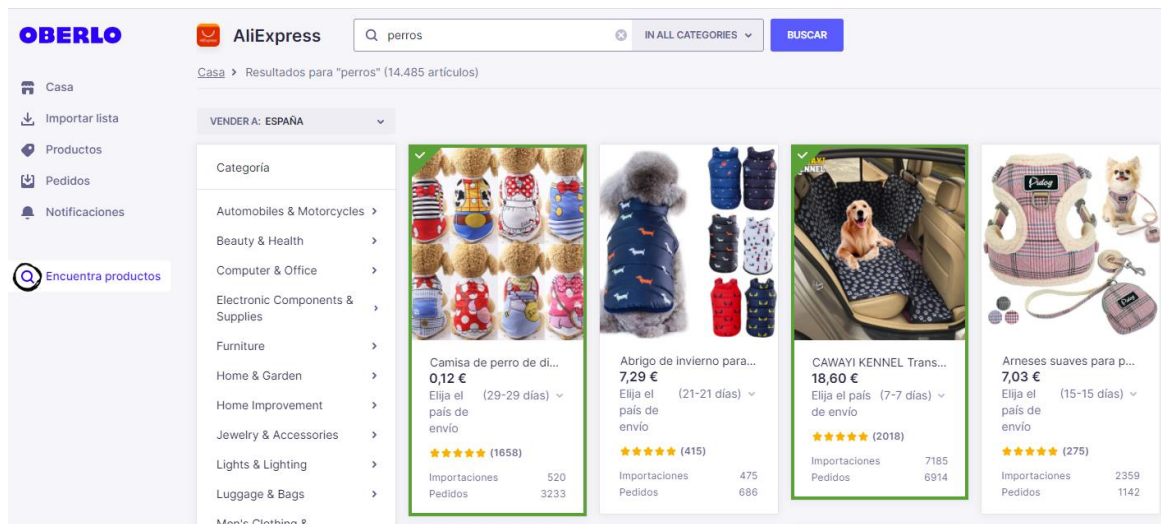 OBERLO
AliExpress
perros
IN ALL CATEGORIES
BUSCAR
Casa > Resultados para "perros" (14.485 artículos)
Casa
Importar lista
Productos
Pedidos
Notificaciones
Encuentra productos
VENDER A: ESPAÑA
Categoría
Automobiles & Motorcycles
Beauty & Health
Computer & Office
Electronic Components &
Supplies
Furniture
Home & Garden
Home Improvement
Jewelry & Accessories
Lights & Lighting
Luggage & Bags
Men's Clothing &
Camisa de perro de di...
0,12 €
Elija el (29-29 días)
país de
envío
(1658)
Importaciones 520
Pedidos 3233
Abrigo de invierno para...
7,29 €
Elija el (21-21 días)
país de
envío
(415)
Importaciones 475
Pedidos 686
KENNEL
CAWAYI KENNEL Trans...
18,60 €
Elija el país (7-7 días)
de envío
(2018)
Importaciones 7185
Pedidos 6914
Pidog
Arneses suaves para p...
7,03 €
Elija el (15-15 días)
país de
envío
(275)
Importaciones 2359
Pedidos 1142